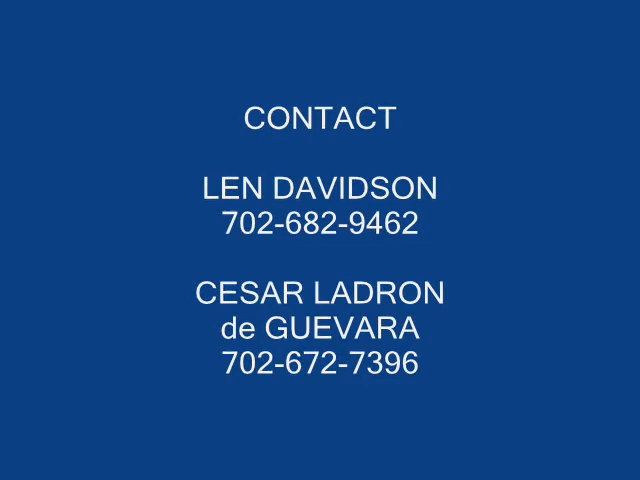 CONTACT
LEN DAVIDSON
702-682-9462
CESAR LADRON
de GUEVARA
702-672-7396